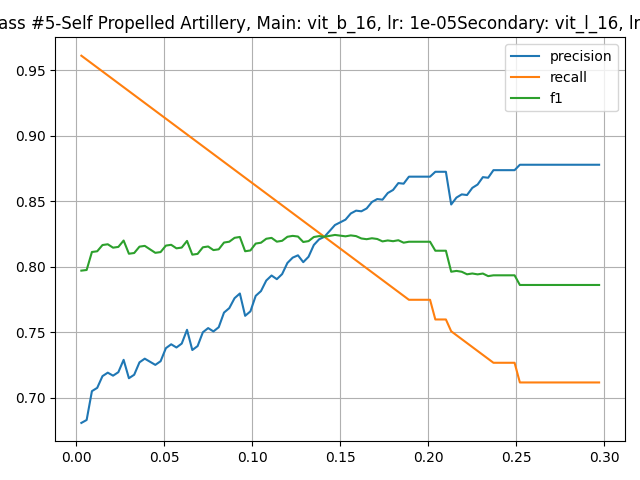 ass #5-Self Propelled Artillery, Main: vit_b_16, lr: 1e-05Secondary: vit_l_16, lr
precision
recall
f1
0.95
0.90
0.85
0.80
0.75
0.70
0.00 0.05 0.10 0.15 0.20 0.25 0.30